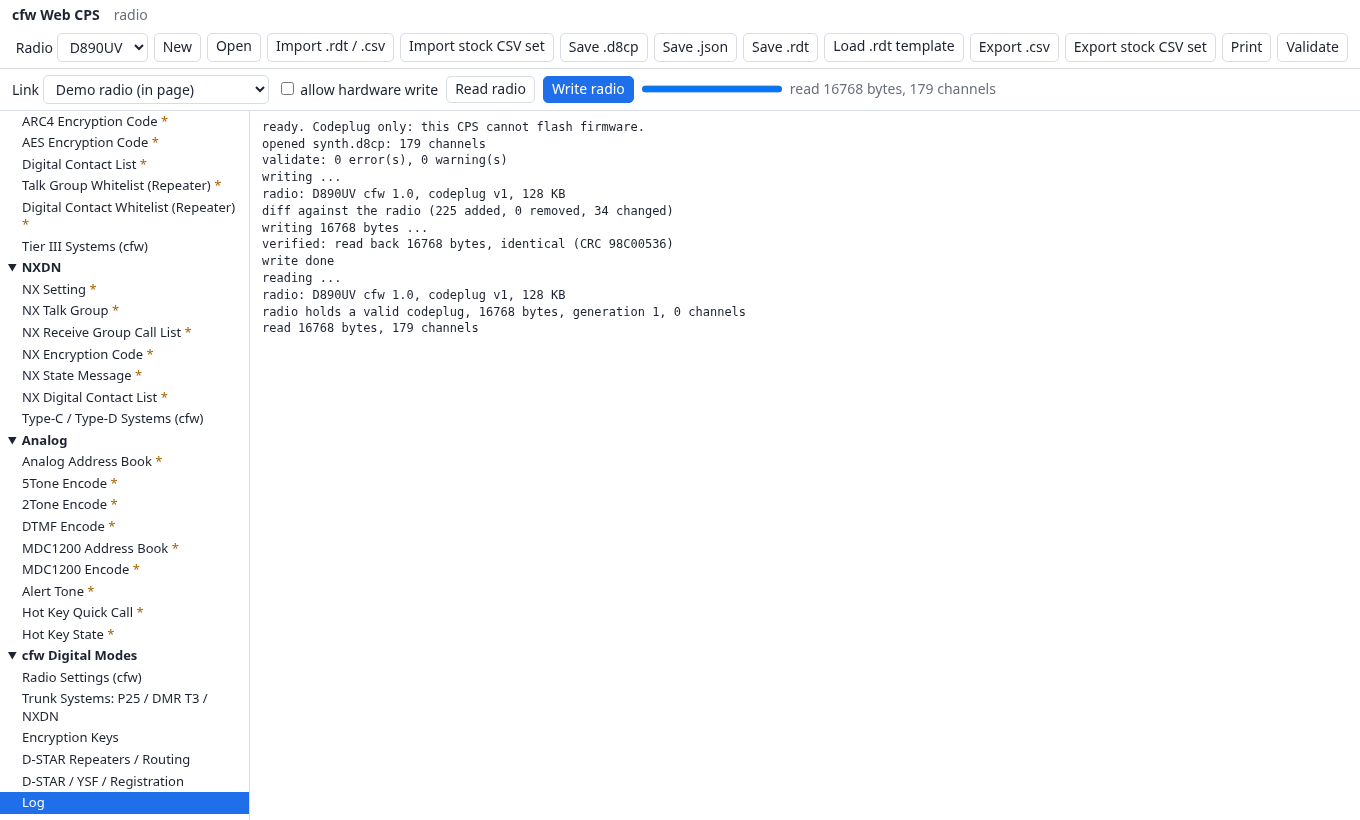 cfw Web CPS radio
Radio D890UV New Open Import .rdt / .csv Import stock CSV set Save .d8cp Save .json Save .rdt Load .rdt template Export .csv Export stock CSV set Print Validate
Link Demo radio (in page) allow hardware write Read radio Write radio read 16768 bytes, 179 channels
ARC4 Encryption Code *
AES Encryption Code *
Digital Contact List *
Talk Group Whitelist (Repeater) *
Digital Contact Whitelist (Repeater)
*
Tier III Systems (cfw)
▼ NXDN
NX Setting *
NX Talk Group *
NX Receive Group Call List *
NX Encryption Code *
NX State Message *
NX Digital Contact List *
Type-C / Type-D Systems (cfw)
▼ Analog
Analog Address Book *
5Tone Encode *
2Tone Encode *
DTMF Encode *
MDC1200 Address Book *
MDC1200 Encode *
Alert Tone *
Hot Key Quick Call *
Hot Key State *
▼ cfw Digital Modes
Radio Settings (cfw)
Trunk Systems: P25 / DMR T3 /
NXDN
Encryption Keys
D-STAR Repeaters / Routing
D-STAR / YSF / Registration
Log
ready. Codeplug only: this CPS cannot flash firmware.
opened synth.d8cp: 179 channels
validate: 0 error(s), 0 warning(s)
writing ...
radio: D890UV cfw 1.0, codeplug v1, 128 KB
diff against the radio (225 added, 0 removed, 34 changed)
writing 16768 bytes ...
verified: read back 16768 bytes, identical (CRC 98C00536)
write done
reading ...
radio: D890UV cfw 1.0, codeplug v1, 128 KB
radio holds a valid codeplug, 16768 bytes, generation 1, 0 channels
read 16768 bytes, 179 channels